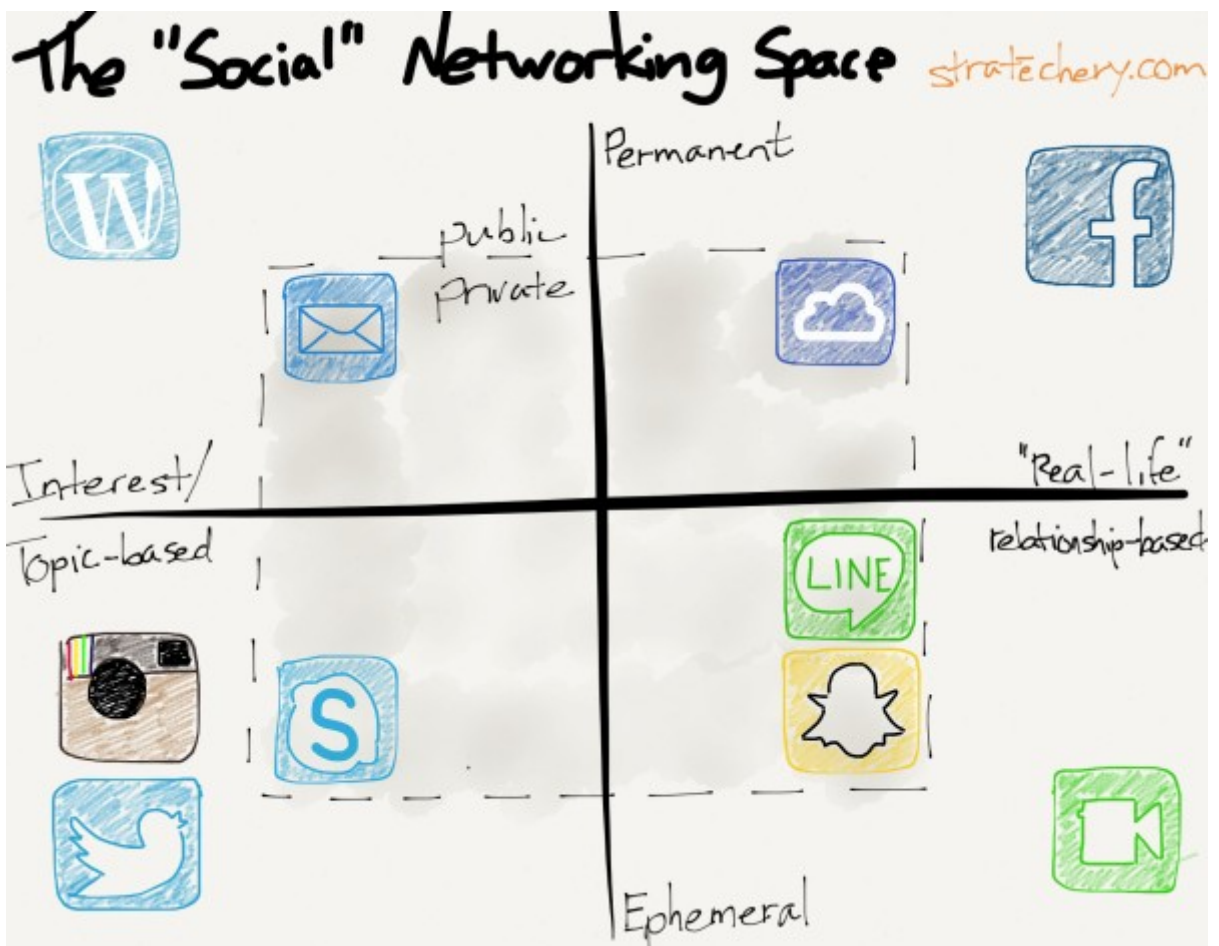 The "Social" Networking Space
stratechery.com
Permanent
public
private
Interest/
Topic-based
"Real-life"
relationship-based
LINE
Ephemeral